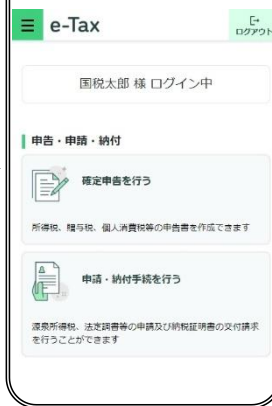 e-Tax
ログアウト
国税太郎 様 ログイン中
申告・申請・納付
確定申告を行う
所得税、贈与税、個人消費税等の申告書を作成できます
申請・納付手続を行う
源泉所得税、法定調書等の申請及び納税証明書の交付請求
を行うことができます